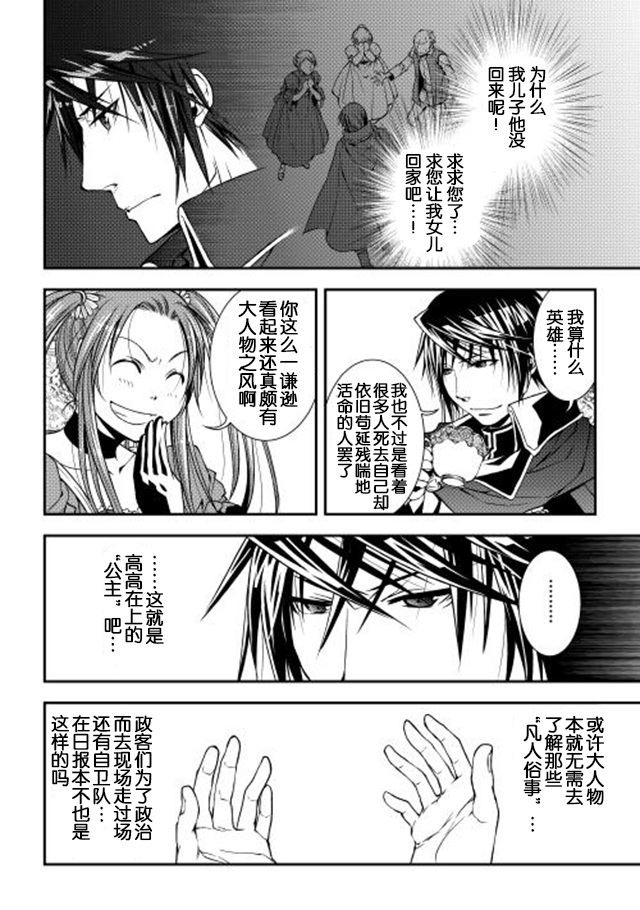 为什么
我儿子他没
回来呢！
求求您了…
求您让我女儿
回家吧…！
我算什么
英雄……
我也不过是看着
很多人死去自己却
依旧苟延残喘地
活命的人罢了
你这么一谦逊
看起来还真颇有
大人物之风啊
………
……这就是
高高在上的
“公主”吧…
或许大人物
本就无需去
了解那些
“凡人俗事”…
政客们为了政治
而去现场走过场
还有自卫队…
在日报本不也是
这样的吗